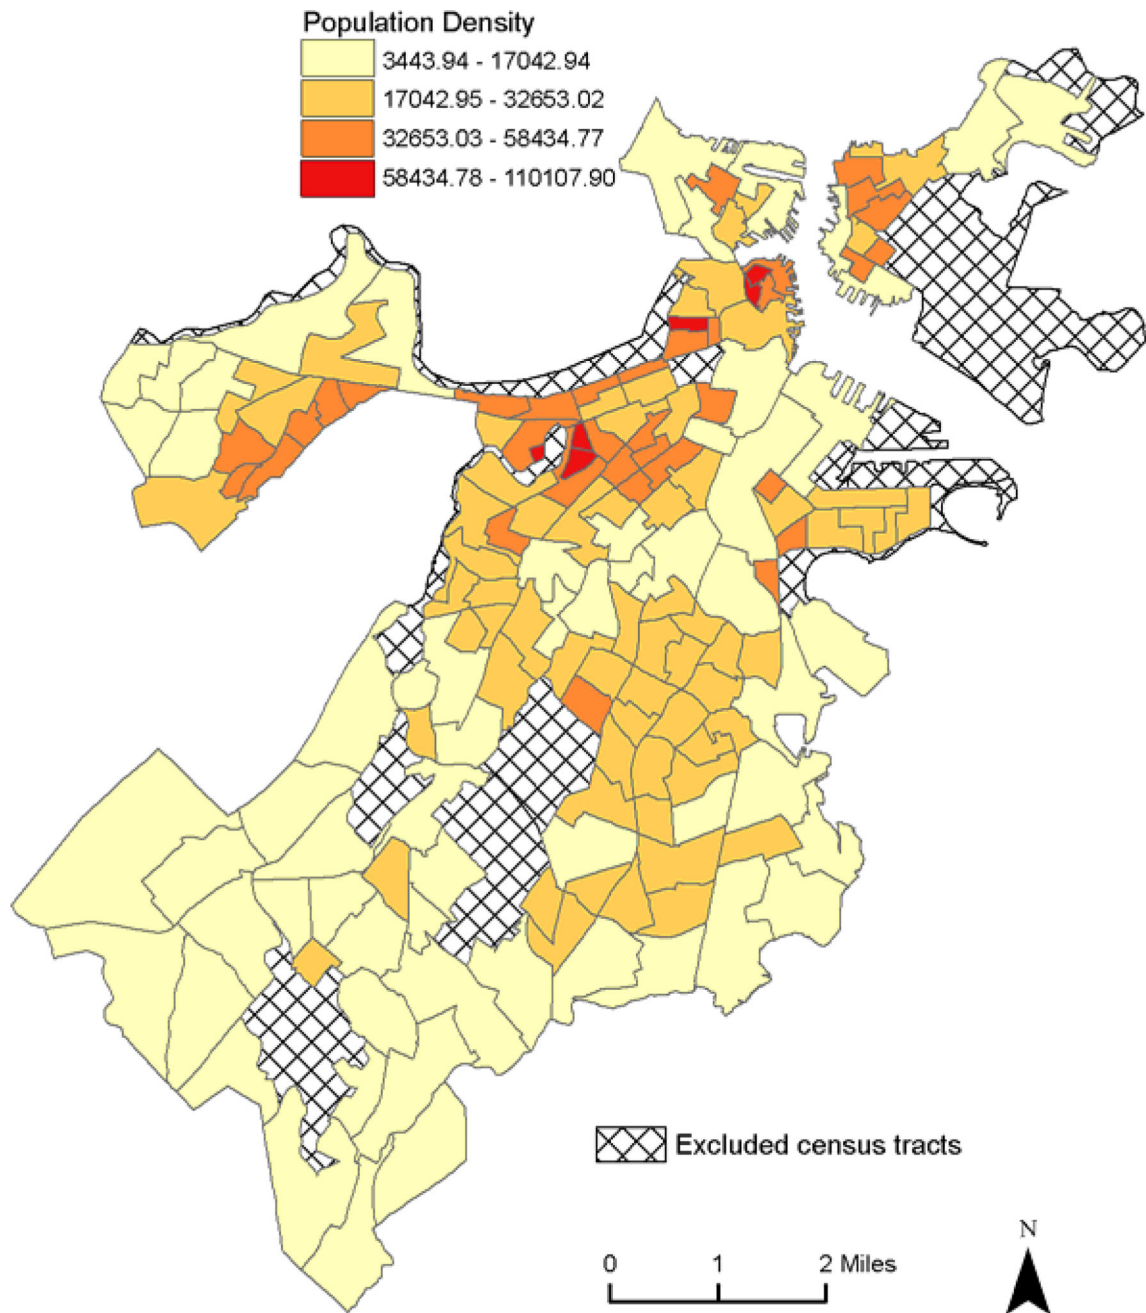 Population Density
3443.94 - 17042.94
17042.95 - 32653.02
32653.03 - 58434.77
58434.78 - 110107.90
Excluded census tracts
N
0 1 2 Miles